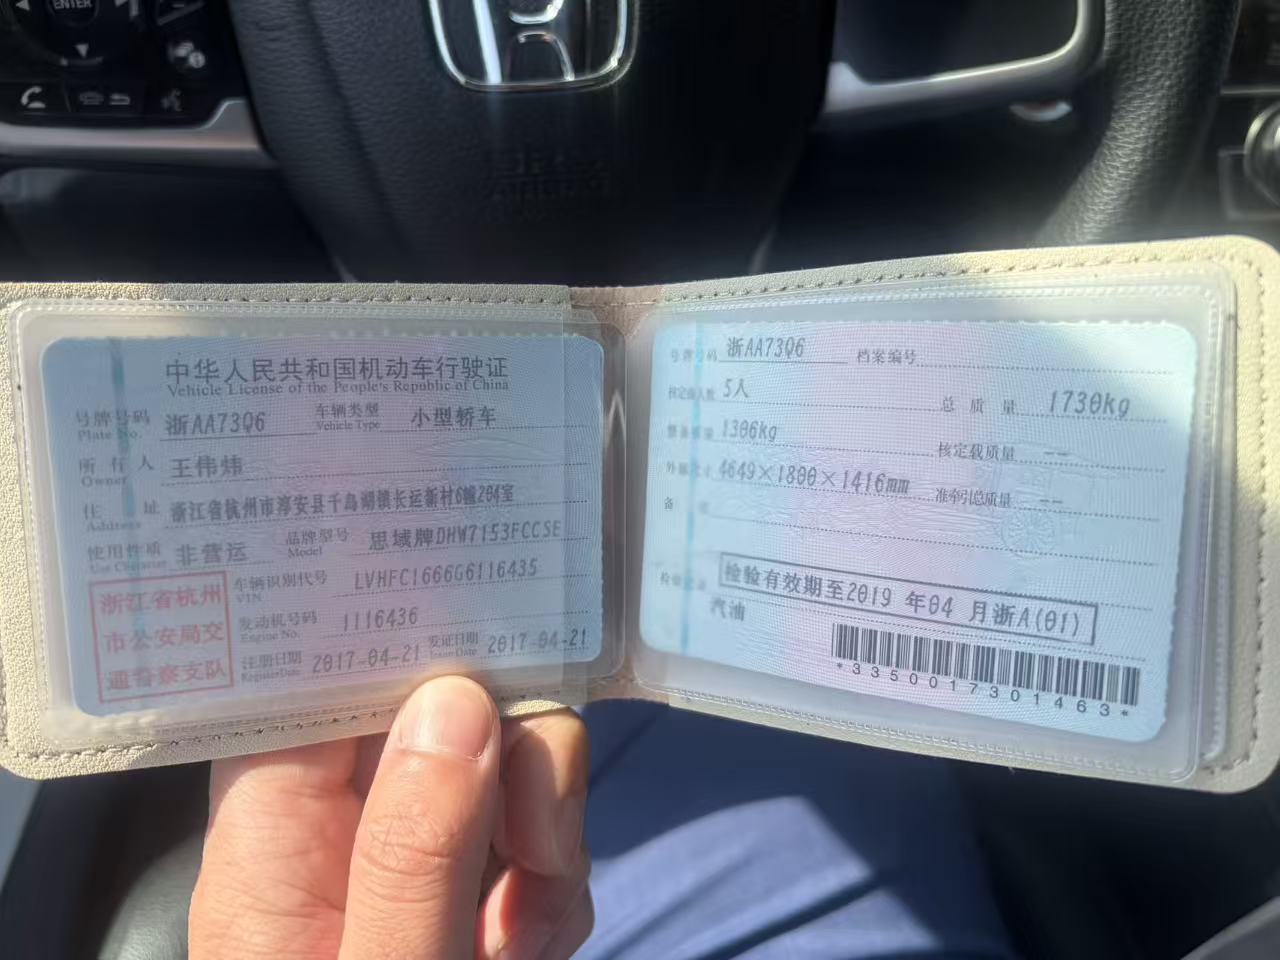 ENTER
中华人民共和国机动车行驶证
Vehicle License of the People's Republic of China
号牌号码 浙AA73Q6 车辆类型 小型轿车
Plate No. Vehicle Type
所有人 王伟炜
Owner
住址 浙江省杭州市淳安县千岛湖镇长运新村6幢204室
Address
使用性质 非营运 品牌型号 思域牌DHW7153FCCSE
Use Character Model
浙江省杭州
市公安局交
通警察支队
车辆识别代号 LVHFC1666G6116435
VIN
发动机号码 1116436
Engine No.
注册日期 2017-04-21 发证日期 2017-04-21
Register Date Issue Date
号牌号码 浙AA73Q6 档案编号
核定载人数 5人 总质量 1730kg
整备质量 1306kg 核定载质量 --
外廓尺寸 4649×1800×1416mm 准牵引总质量 --
备注
检验记录 检验有效期至2019年04月浙A(01)
汽油
*3350017301463*